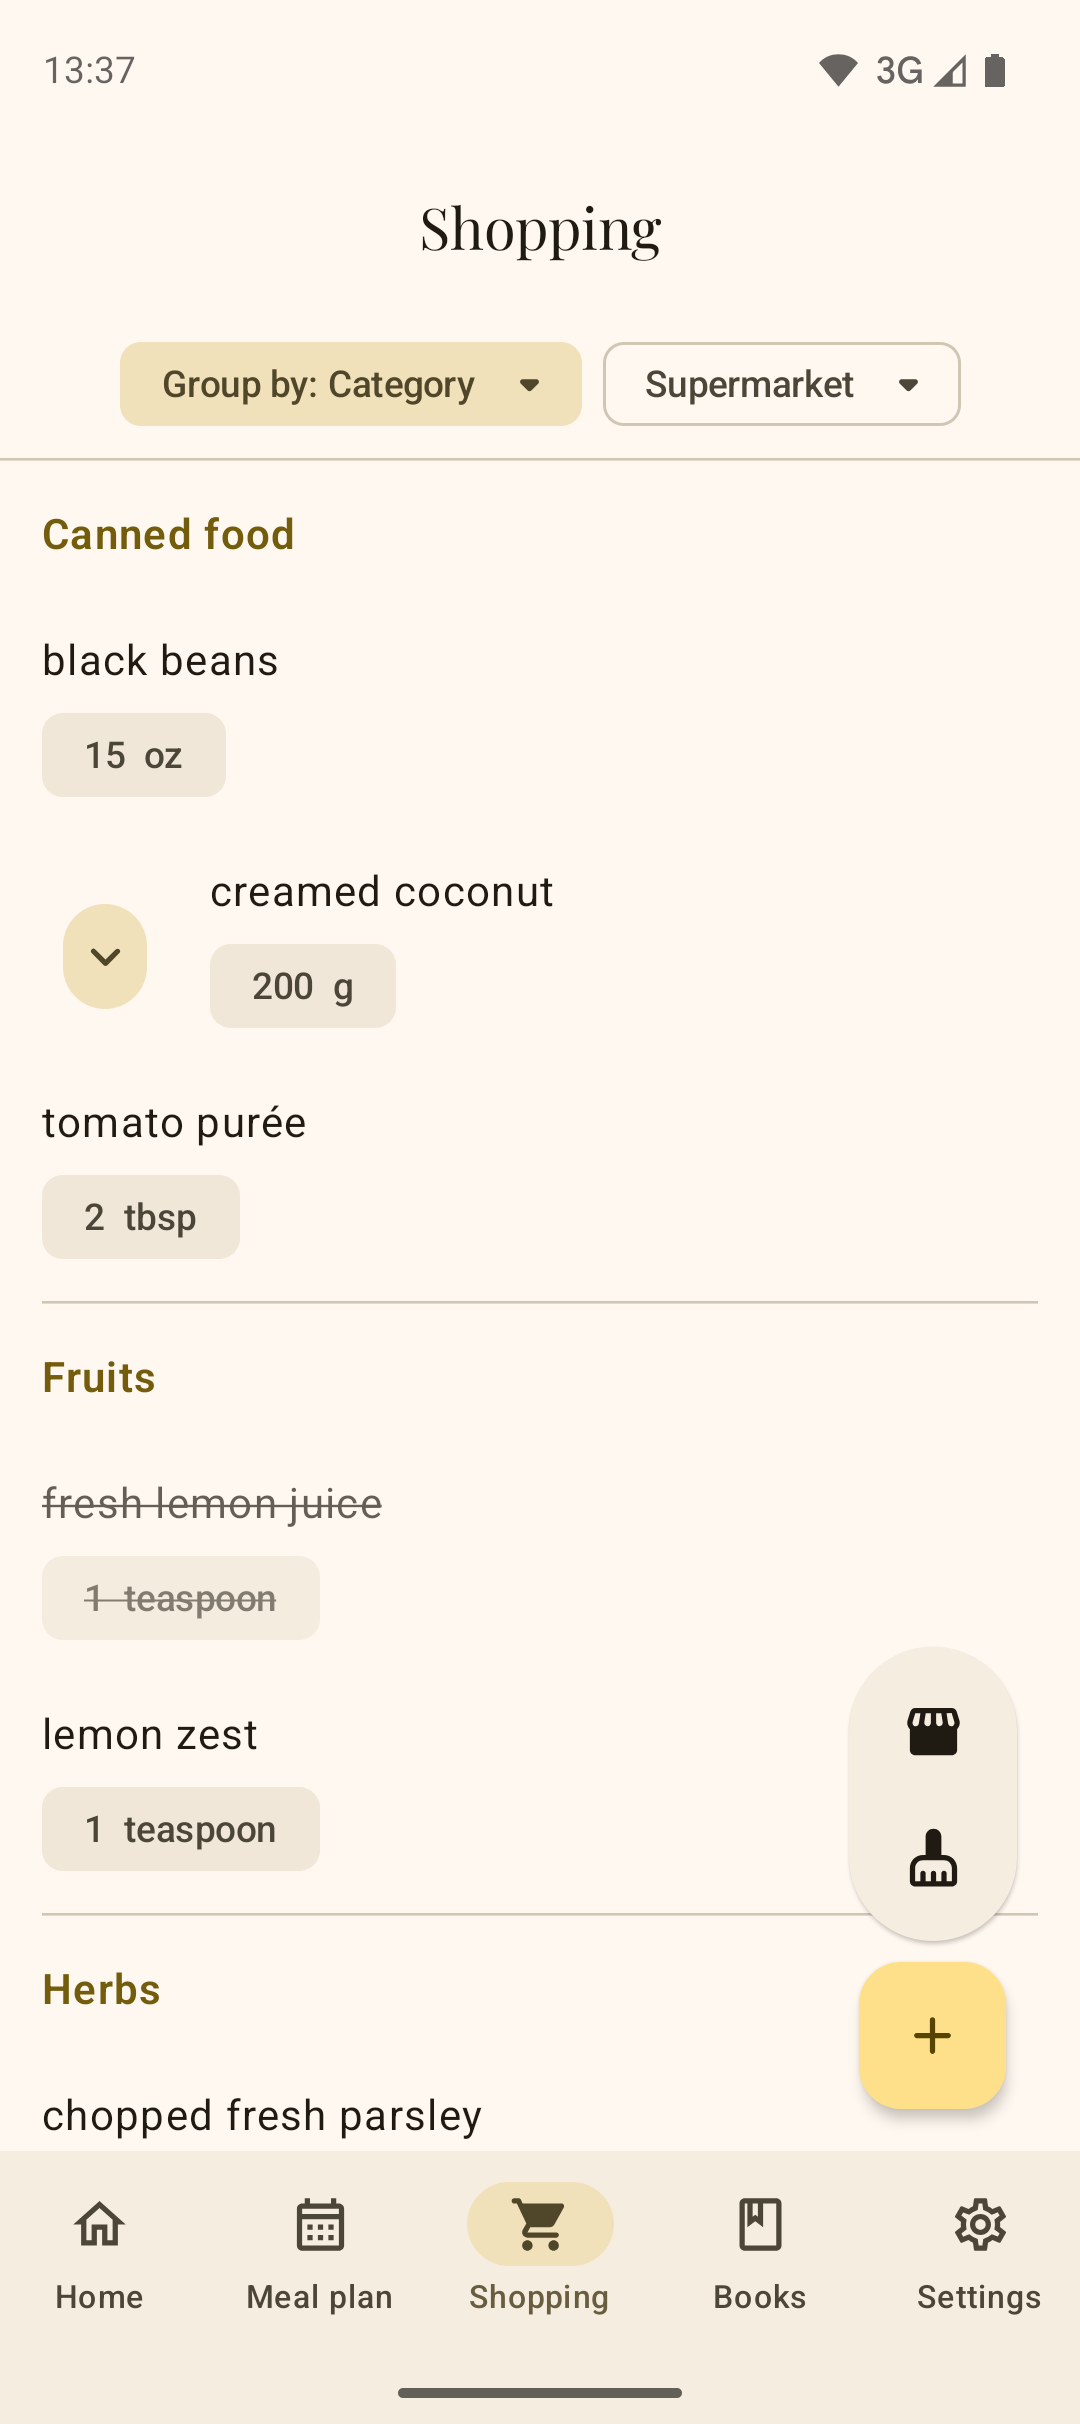 13:37
3G
Shopping
Group by: Category
Supermarket
Canned food
black beans
15 oz
creamed coconut
200 g
tomato purée
2 tbsp
Fruits
fresh lemon juice
1 teaspoon
lemon zest
1 teaspoon
Herbs
chopped fresh parsley
Home
Meal plan
Shopping
Books
Settings